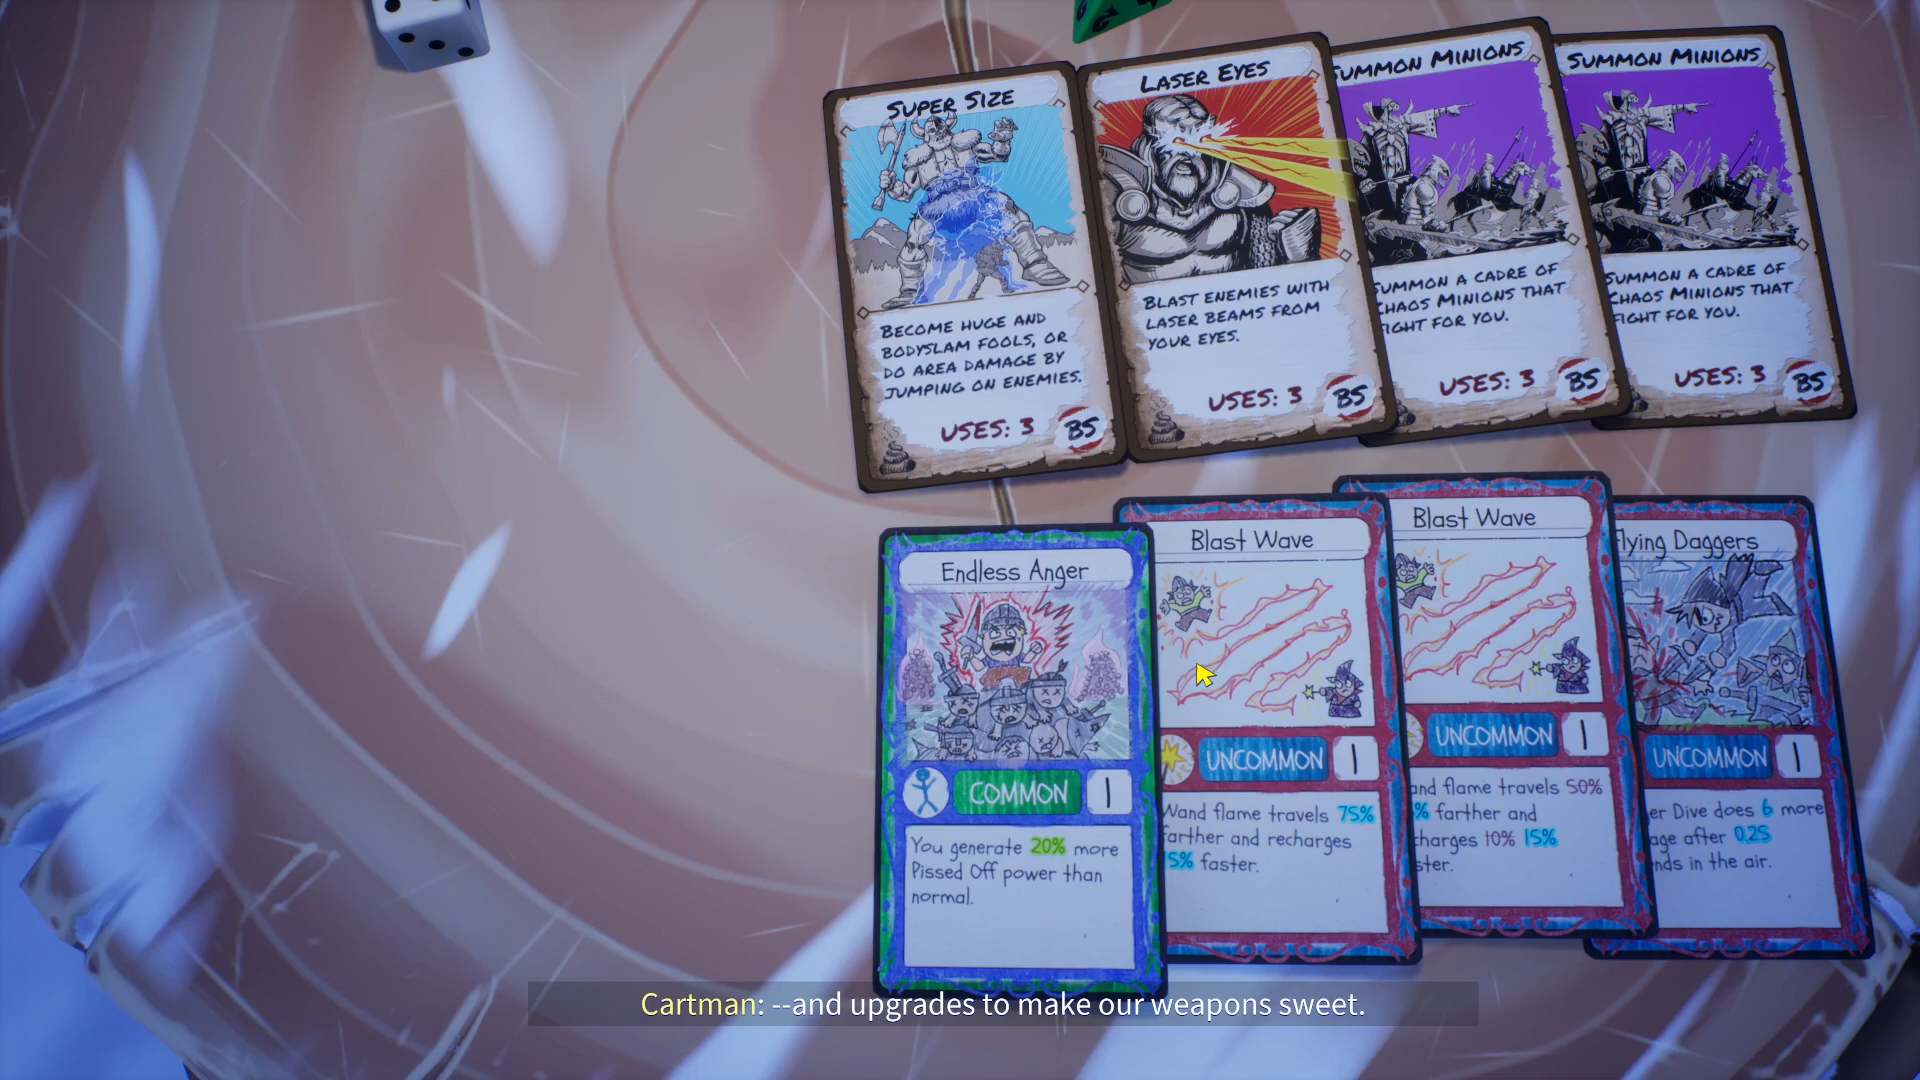 SUPER SIZE
BECOME HUGE AND
BODYSLAM FOOLS, OR
DO AREA DAMAGE BY
JUMPING ON ENEMIES.
USES: 3
BS
LASER EYES
BLAST ENEMIES WITH
LASER BEAMS FROM
YOUR EYES.
USES: 3
BS
SUMMON MINIONS
SUMMON A CADRE OF
CHAOS MINIONS THAT
FIGHT FOR YOU.
USES: 3
BS
SUMMON MINIONS
SUMMON A CADRE OF
CHAOS MINIONS THAT
FIGHT FOR YOU.
USES: 3
BS
Endless Anger
COMMON 1
You generate 20% more
Pissed Off power than
normal.
Blast Wave
UNCOMMON 1
Wand flame travels 75%
farther and recharges
15% faster.
Blast Wave
UNCOMMON 1
and flame travels 50%
% farther and
charges 10% 15%
ster.
Flying Daggers
UNCOMMON 1
er Dive does 6 more
age after 0.25
nds in the air.
Cartman: --and upgrades to make our weapons sweet.